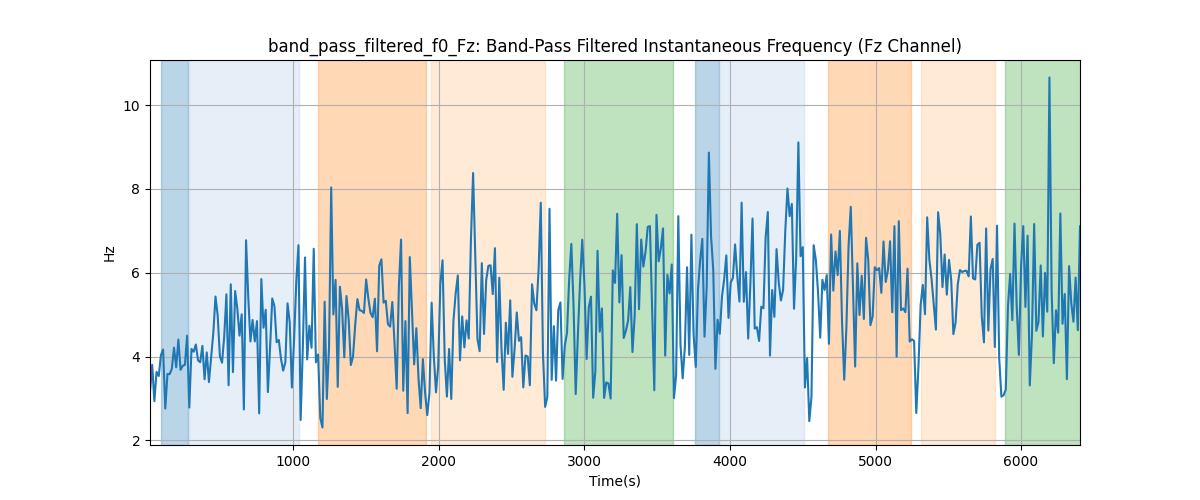 band_pass_filtered_f0_Fz: Band-Pass Filtered Instantaneous Frequency (Fz Channel)
10
8
6
4
2
Hz
1000 2000 3000 4000 5000 6000
Time(s)